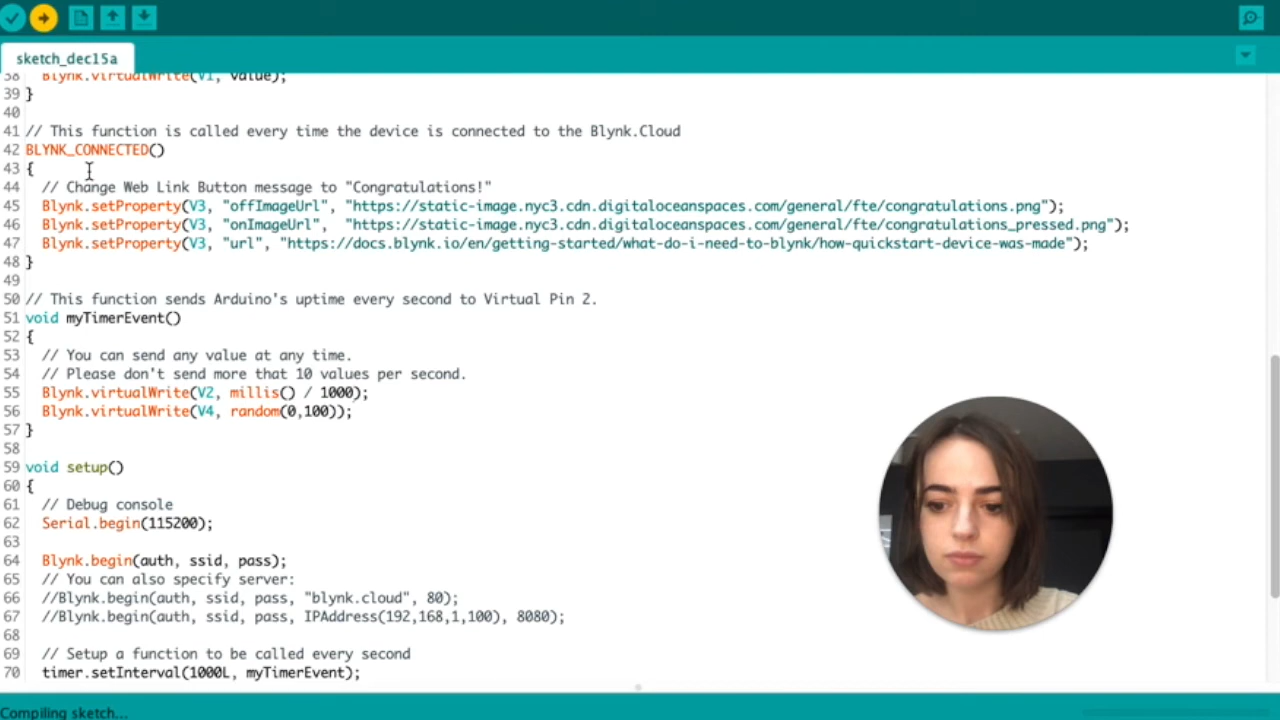 sketch_dec15a
38 Blynk.virtualWrite(V1, value);
39 }
40
41 // This function is called every time the device is connected to the Blynk.Cloud
42 BLYNK_CONNECTED()
43 {
44 // Change Web Link Button message to "Congratulations!"
45 Blynk.setProperty(V3, "offImageUrl", "https://static-image.nyc3.cdn.digitaloceanspaces.com/general/fte/congratulations.png");
46 Blynk.setProperty(V3, "onImageUrl", "https://static-image.nyc3.cdn.digitaloceanspaces.com/general/fte/congratulations_pressed.png");
47 Blynk.setProperty(V3, "url", "https://docs.blynk.io/en/getting-started/what-do-i-need-to-blynk/how-quickstart-device-was-made");
48 }
49
50 // This function sends Arduino's uptime every second to Virtual Pin 2.
51 void myTimerEvent()
52 {
53 // You can send any value at any time.
54 // Please don't send more that 10 values per second.
55 Blynk.virtualWrite(V2, millis() / 1000);
56 Blynk.virtualWrite(V4, random(0,100));
57 }
58
59 void setup()
60 {
61 // Debug console
62 Serial.begin(115200);
63
64 Blynk.begin(auth, ssid, pass);
65 // You can also specify server:
66 //Blynk.begin(auth, ssid, pass, "blynk.cloud", 80);
67 //Blynk.begin(auth, ssid, pass, IPAddress(192,168,1,100), 8080);
68
69 // Setup a function to be called every second
70 timer.setInterval(1000L, myTimerEvent);
Compiling sketch...